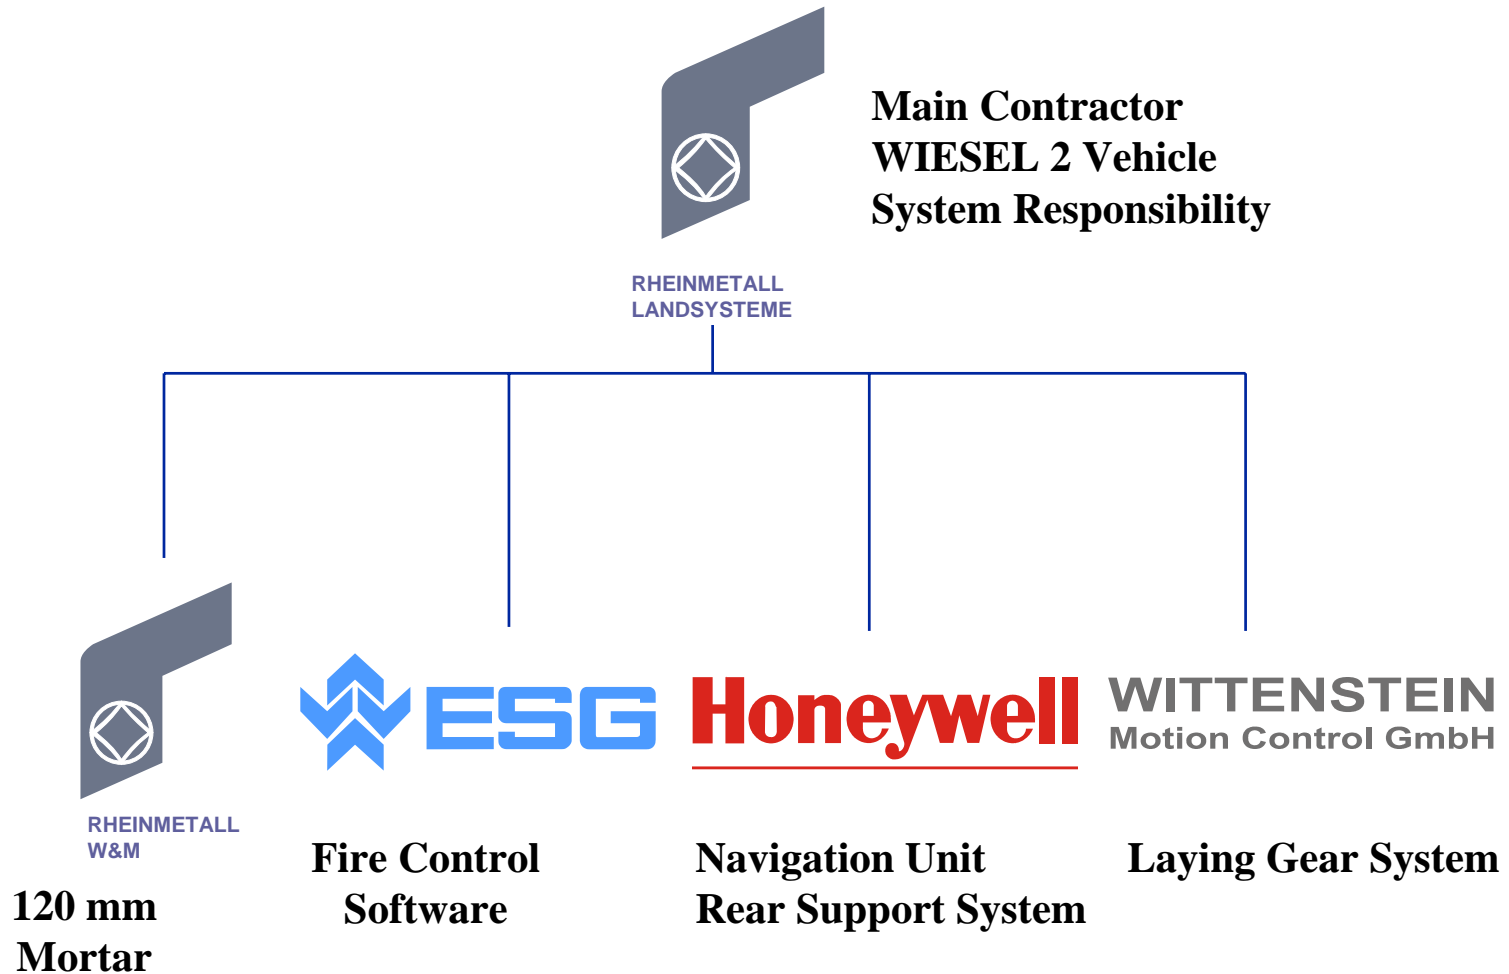 Main Contractor
WIESEL 2 Vehicle
System Responsibility
RHEINMETALL
LANDSYSTEME
RHEINMETALL
W&M
120 mm
Mortar
ESG
Fire Control
Software
Honeywell
Navigation Unit
Rear Support System
WITTENSTEIN
Motion Control GmbH
Laying Gear System